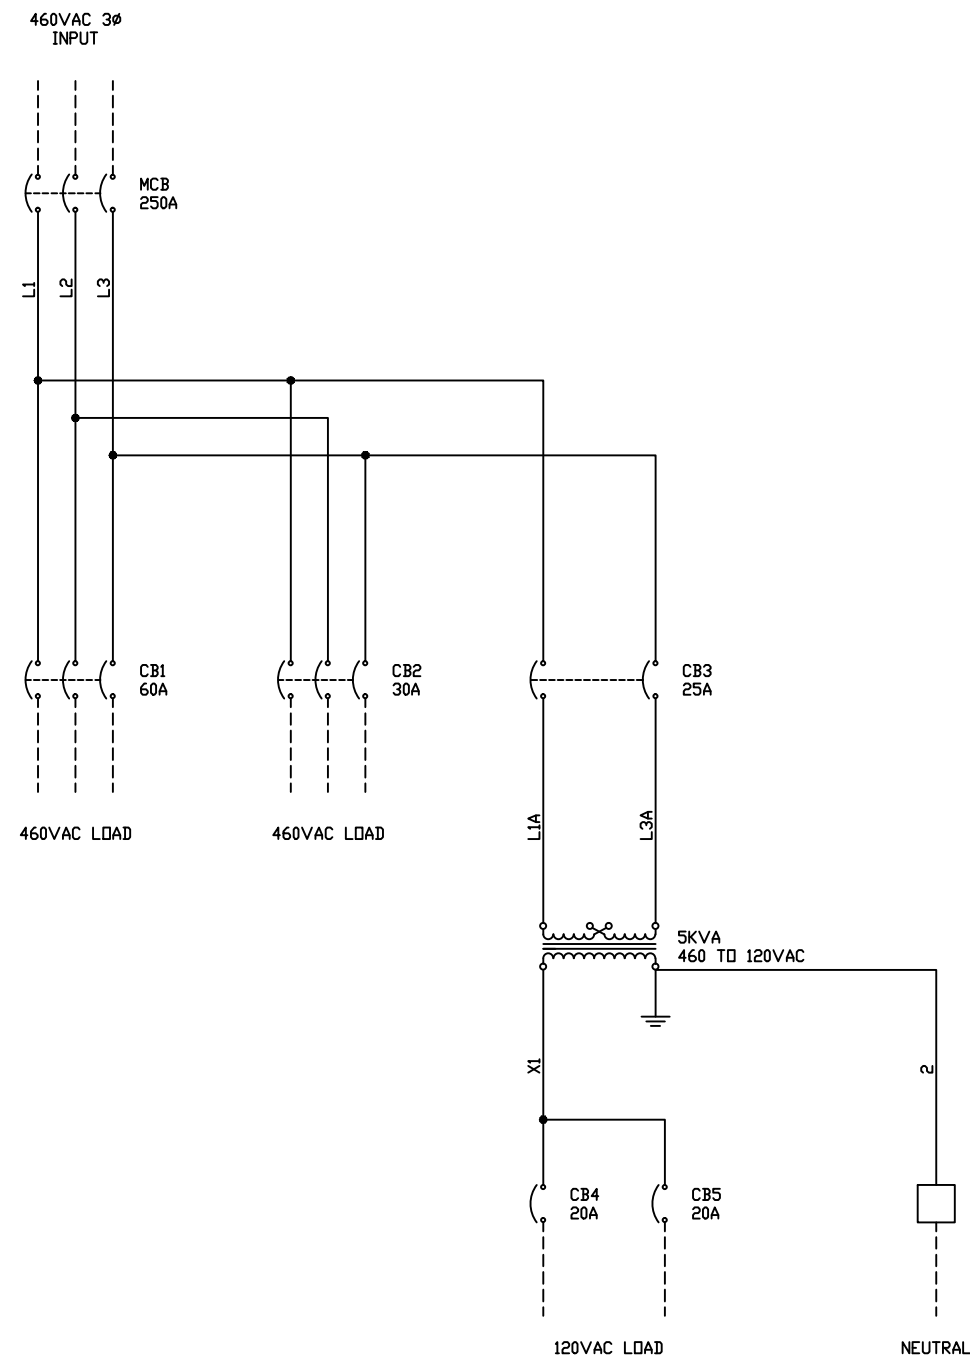 460VAC 3Ø
INPUT
MCB
250A
L1
L2
L3
CB1
60A
CB2
30A
CB3
25A
460VAC LOAD
460VAC LOAD
L1A
L3A
5KVA
460 TO 120VAC
X1
2
CB4
20A
CB5
20A
120VAC LOAD
NEUTRAL